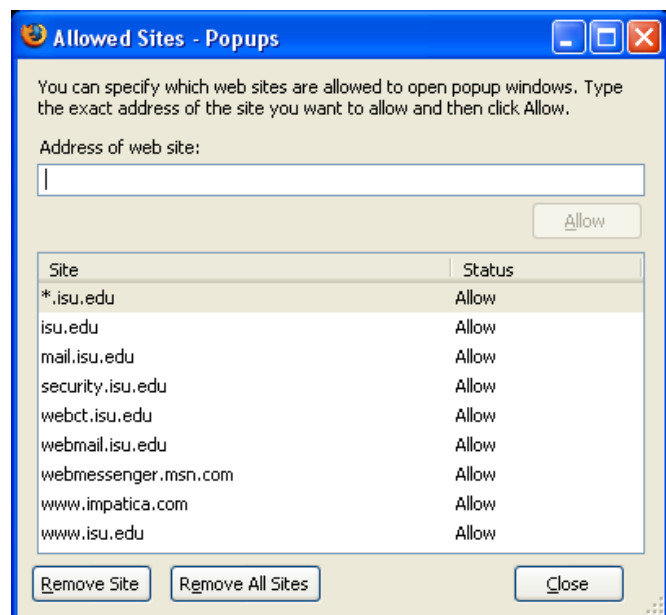 Allowed Sites - Popups
You can specify which web sites are allowed to open popup windows. Type
the exact address of the site you want to allow and then click Allow.
Address of web site:
Allow
Site Status
*.isu.edu Allow
isu.edu Allow
mail.isu.edu Allow
security.isu.edu Allow
webct.isu.edu Allow
webmail.isu.edu Allow
webmessenger.msn.com Allow
www.impatica.com Allow
www.isu.edu Allow
Remove Site Remove All Sites Close